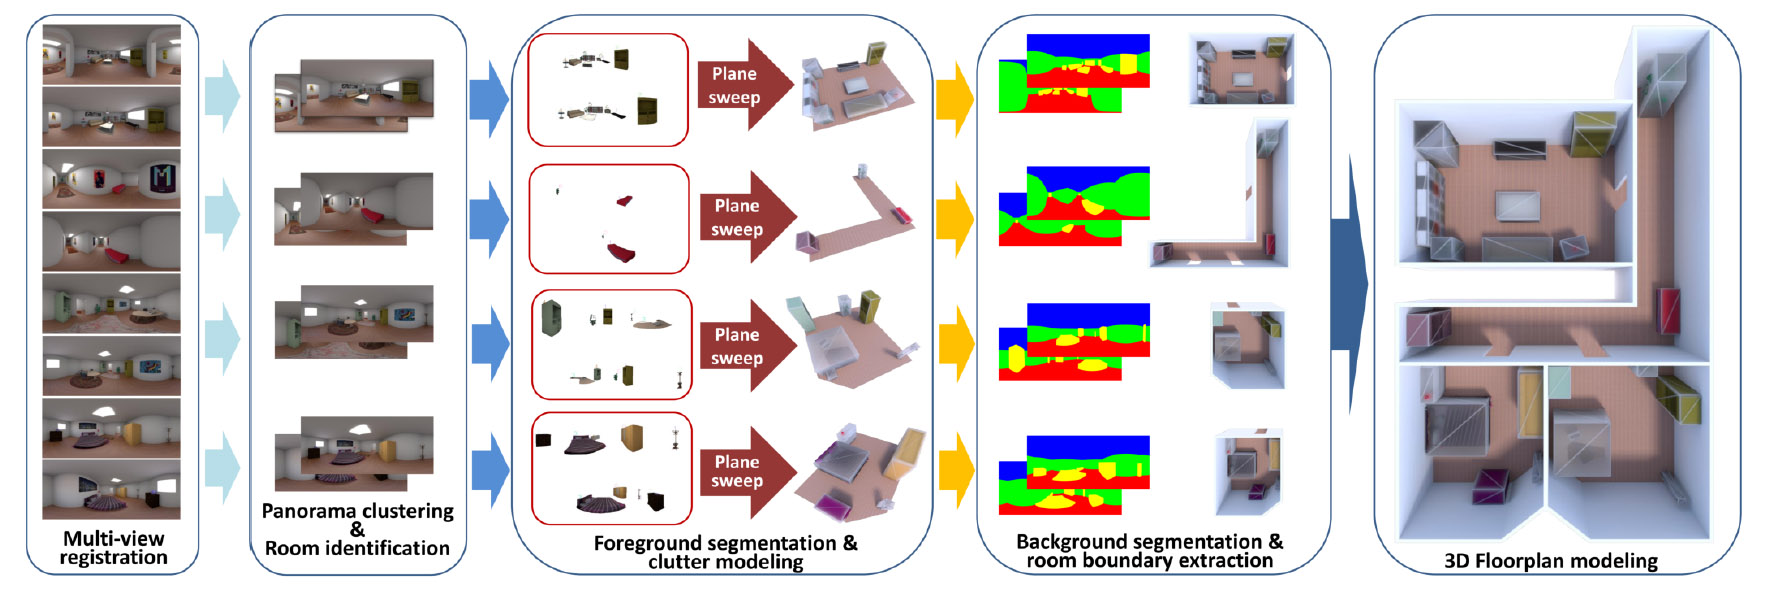 Multi-view
registration
Panorama clustering
&
Room identification
Plane
sweep
Plane
sweep
Plane
sweep
Plane
sweep
Foreground segmentation &
clutter modeling
Background segmentation &
room boundary extraction
3D Floorplan modeling
M